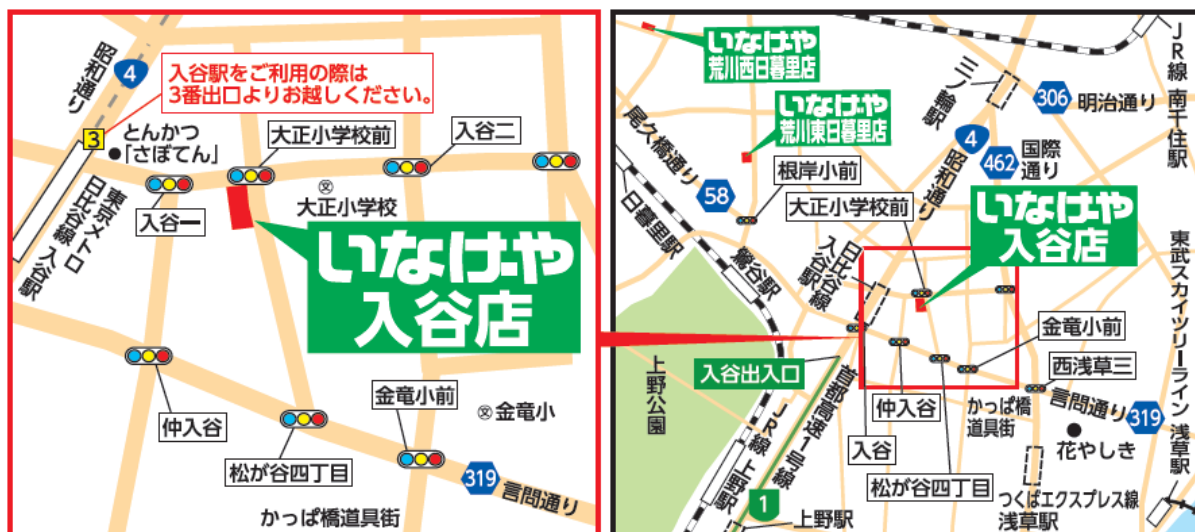 昭和通り
4
入谷駅をご利用の際は
3番出口よりお越しください。
3
とんかつ
「さぼてん」
大正小学校前
入谷二
入谷一
文
大正小学校
東京メトロ
日比谷線 入谷駅
いなげや
入谷店
仲入谷
松が谷四丁目
金竜小前
文 金竜小
319
言問通り
かっぱ橋道具街
いなげや
荒川西日暮里店
いなげや
荒川東日暮里店
三ノ輪駅
JR線 南千住駅
306
明治通り
尾久橋通り
58
日暮里駅
根岸小前
大正小学校前
4
昭和通り
462
国際
通り
いなげや
入谷店
鶯谷駅
日比谷線
入谷駅
東武スカイツリーライン 浅草駅
金竜小前
西浅草三
入谷出入口
上野公園
首都高速1号線
仲入谷
かっぱ橋
道具街
言問通り
319
入谷
花やしき
松が谷四丁目
JR線 上野駅
1
上野駅
つくばエクスプレス線
浅草駅